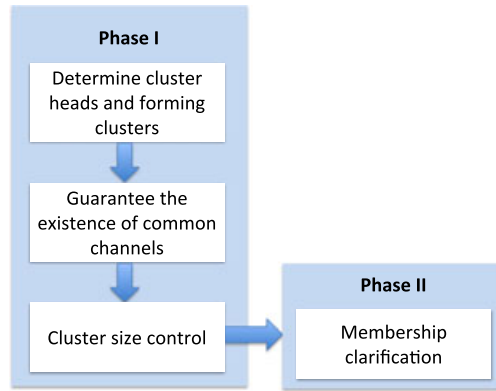 Phase I
Determine cluster
heads and forming
clusters
Guarantee the
existence of common
channels
Cluster size control
Phase II
Membership
clarification